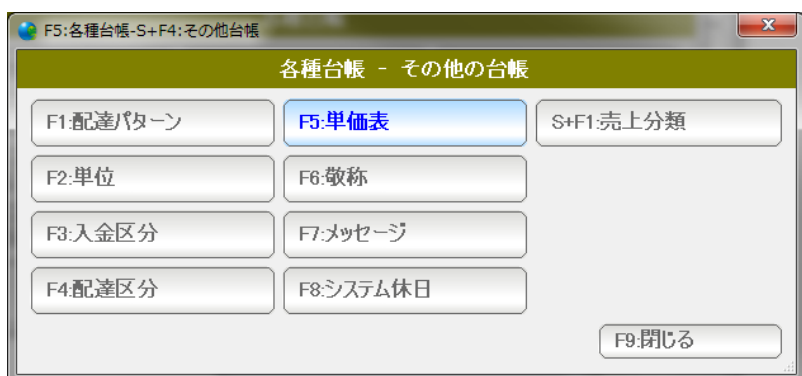 F5:各種台帳-S+F4:その他台帳
各種台帳 - その他の台帳
F1:配達パターン
F5:単価表
S+F1:売上分類
F2:単位
F6:敬称
F3:入金区分
F7:メッセージ
F4:配達区分
F8:システム休日
F9:閉じる